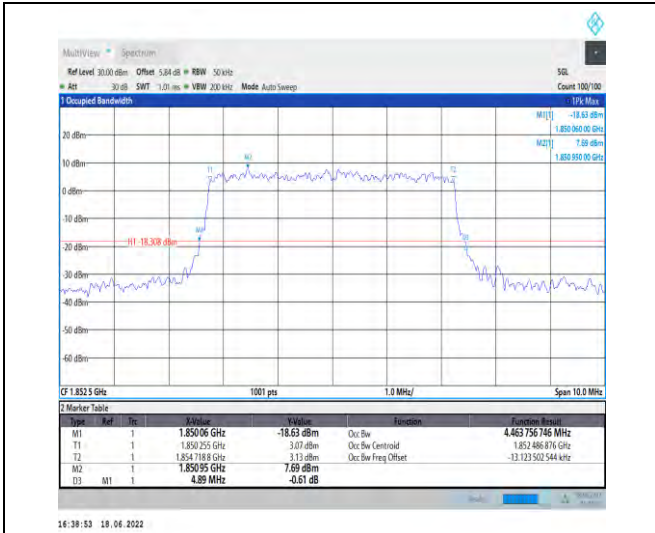 MultiView Spectrum
Ref Level 30.00 dBm Offset 5.84 dB RBW 50 kHz SGL
Att 30 dB SWT 1.01 ms VBW 200 kHz Mode Auto Sweep Count 100/100
1 Occupied Bandwidth 1Pk Max
M1[1] -18.63 dBm
1.850 060 00 GHz
M2[1] 7.69 dBm
1.850 950 00 GHz
20 dBm
M2
T1 T2
10 dBm
0 dBm
-10 dBm
M1
D3
H1 -18.308 dBm
-20 dBm
-30 dBm
-40 dBm
-50 dBm
-60 dBm
CF 1.852 5 GHz 1001 pts 1.0 MHz/ Span 10.0 MHz
2 Marker Table
Type Ref Trc X-Value Y-Value Function Function Result
M1 1 1.850 06 GHz -18.63 dBm Occ Bw 4.463 756 746 MHz
T1 1 1.850 255 GHz 3.07 dBm Occ Bw Centroid 1.852 486 876 GHz
T2 1 1.854 718 8 GHz 3.13 dBm Occ Bw Freq Offset -13.123 502 544 kHz
M2 1 1.850 95 GHz 7.69 dBm
D3 M1 1 4.89 MHz -0.61 dB
16:38:53 18.06.2022